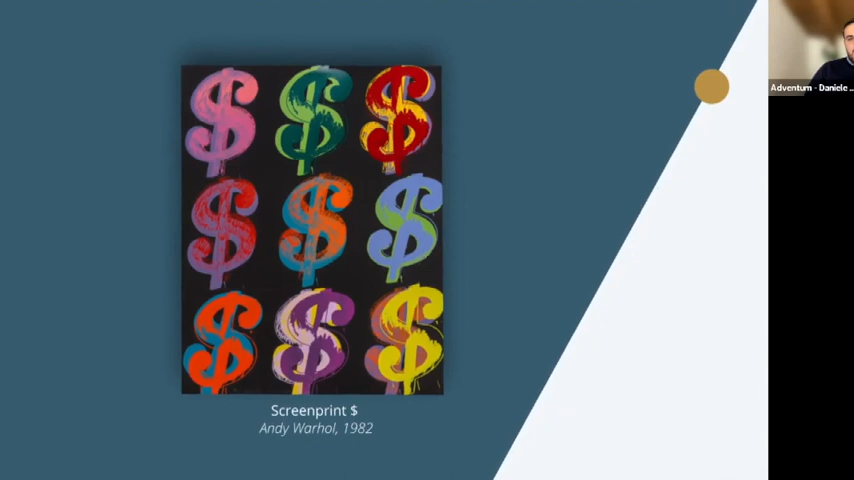 Screenprint $
Andy Warhol, 1982
Adventum - Daniele ...